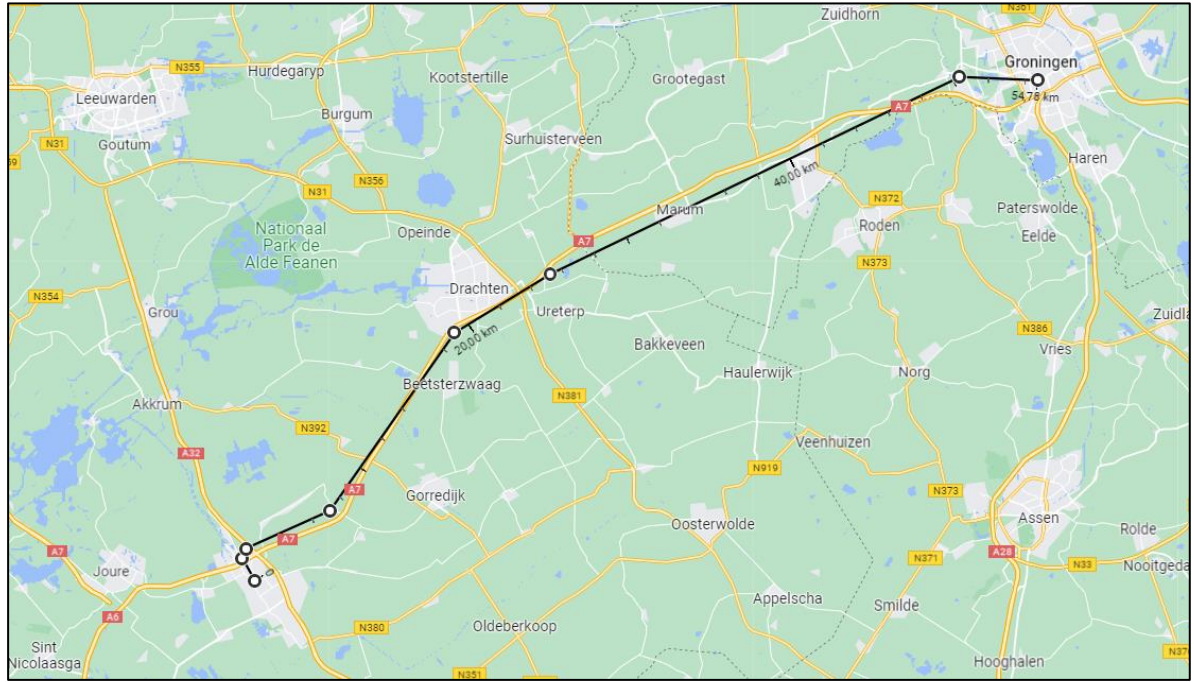 Zuidhorn
N361
N355
Hurdegaryp
Kootstertille
Grootegast
Groningen
Leeuwarden
54,78 km
Burgum
A7
N31
Goutum
Surhuisterveen
Haren
N356
40,00 km
N31
N372
Marum
Paterswolde
Nationaal
Park de
Alde Feanen
Opeinde
Roden
Eelde
A7
N373
Drachten
N354
Grou
Ureterp
Zuidla
20,00 km
N386
Bakkeveen
Vries
Haulerwijk
Norg
Beetsterzwaag
N381
Akkrum
N392
Veenhuizen
A32
N919
A7
Gorredijk
N373
Assen
Oosterwolde
Rolde
A7
A7
A28
N371
N33
Nooitgeda
Joure
0
Appelscha
Smilde
A6
N380
Oldeberkoop
Sint
Nicolaasga
Hooghalen
N351